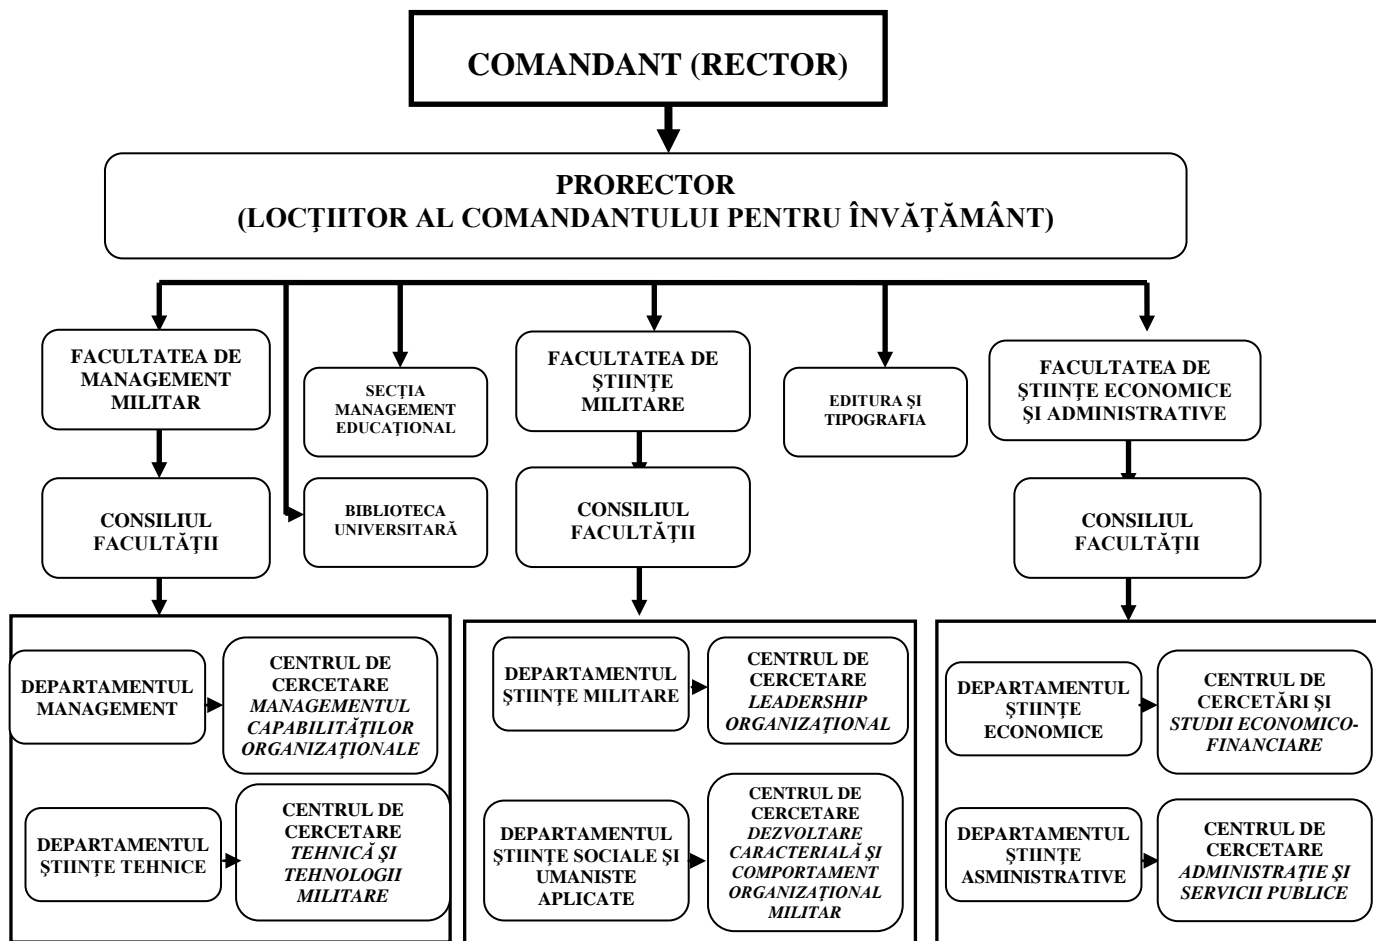 COMANDANT (RECTOR)
PRORECTOR
(LOCŢIITOR AL COMANDANTULUI PENTRU ÎNVĂŢĂMÂNT)
FACULTATEA DE
MANAGEMENT
MILITAR
SECŢIA
MANAGEMENT
EDUCAŢIONAL
FACULTATEA DE
ŞTIINŢE
MILITARE
EDITURA ŞI
TIPOGRAFIA
FACULTATEA DE
ŞTIINŢE ECONOMICE
ŞI ADMINISTRATIVE
CONSILIUL
FACULTĂŢII
BIBLIOTECA
UNIVERSITARĂ
CONSILIUL
FACULTĂŢII
CONSILIUL
FACULTĂŢII
DEPARTAMENTUL
MANAGEMENT
CENTRUL DE
CERCETARE
MANAGEMENTUL
CAPABILITĂŢILOR
ORGANIZAŢIONALE
DEPARTAMENTUL
ŞTIINŢE TEHNICE
CENTRUL DE
CERCETARE
TEHNICĂ ŞI
TEHNOLOGII
MILITARE
DEPARTAMENTUL
ŞTIINŢE MILITARE
CENTRUL DE
CERCETARE
LEADERSHIP
ORGANIZAŢIONAL
DEPARTAMENTUL
ŞTIINŢE SOCIALE ŞI
UMANISTE
APLICATE
CENTRUL DE
CERCETARE
DEZVOLTARE
CARACTERIALĂ ŞI
COMPORTAMENT
ORGANIZAŢIONAL
MILITAR
DEPARTAMENTUL
ŞTIINŢE
ECONOMICE
CENTRUL DE
CERCETĂRI ŞI
STUDII ECONOMICO-
FINANCIARE
DEPARTAMENTUL
ŞTIINŢE
ASMINISTRATIVE
CENTRUL DE
CERCETARE
ADMINISTRAŢIE ŞI
SERVICII PUBLICE